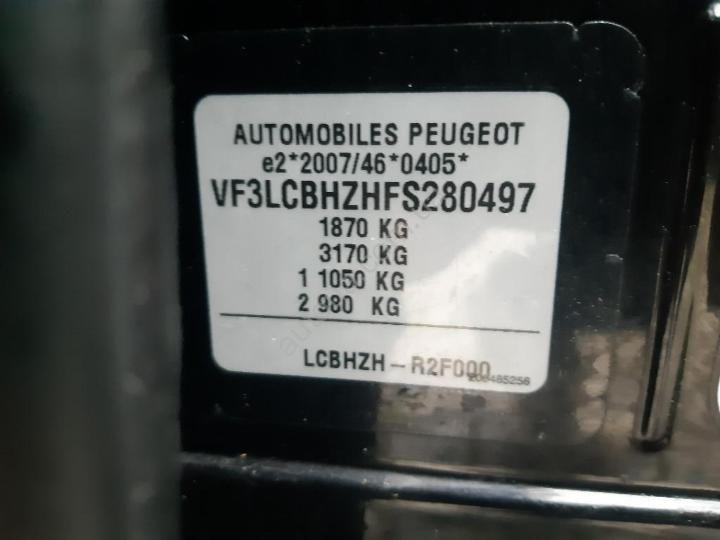 AUTOMOBILES PEUGEOT
e2*2007/46*0405*
VF3LCBHZHFS280497
1870 KG
3170 KG
1 1050 KG
2 980 KG
LCBHZH - R2F000